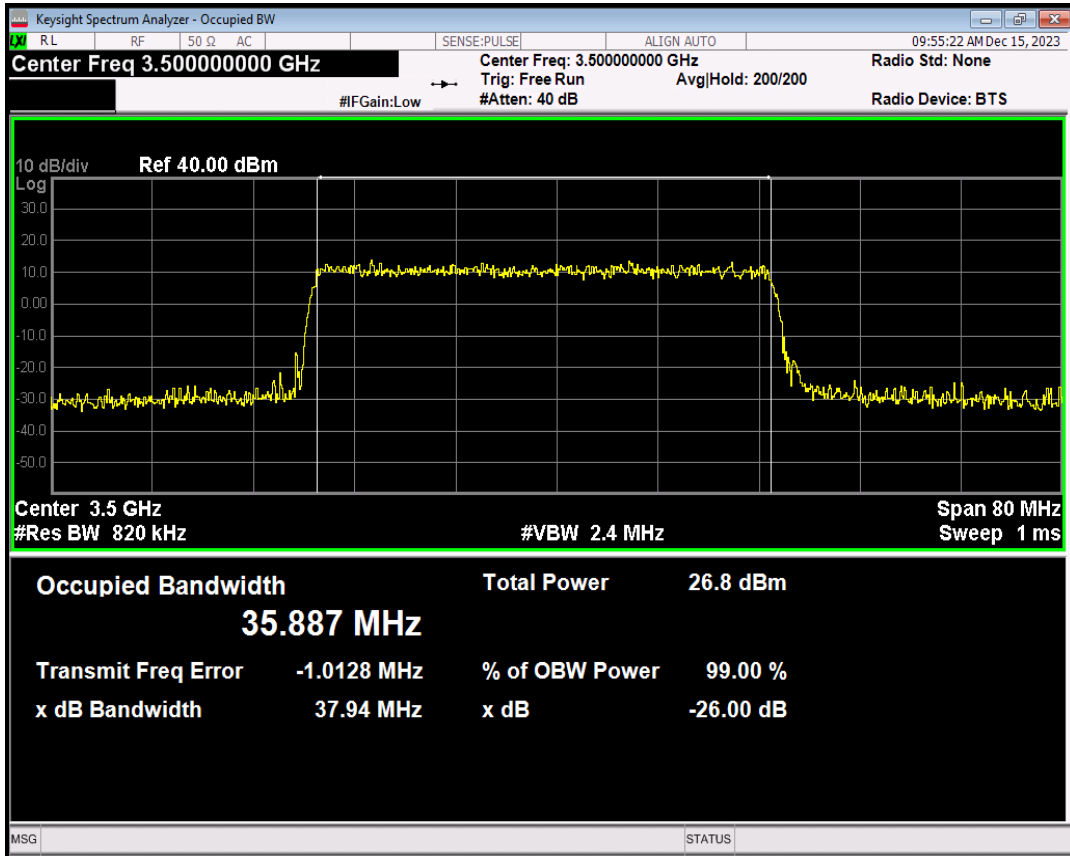 Keysight Spectrum Analyzer - Occupied BW
LXI RL RF 50 Ω AC SENSE:PULSE ALIGN AUTO 09:55:22 AM Dec 15, 2023
Center Freq 3.500000000 GHz Center Freq: 3.500000000 GHz Radio Std: None
Trig: Free Run Avg|Hold: 200/200
#IFGain:Low #Atten: 40 dB Radio Device: BTS
10 dB/div Ref 40.00 dBm
Log
30.0
20.0
10.0
0.00
-10.0
-20.0
-30.0
-40.0
-50.0
Center 3.5 GHz Span 80 MHz
#Res BW 820 kHz #VBW 2.4 MHz Sweep 1 ms
Occupied Bandwidth Total Power 26.8 dBm
35.887 MHz
Transmit Freq Error -1.0128 MHz % of OBW Power 99.00 %
x dB Bandwidth 37.94 MHz x dB -26.00 dB
MSG STATUS